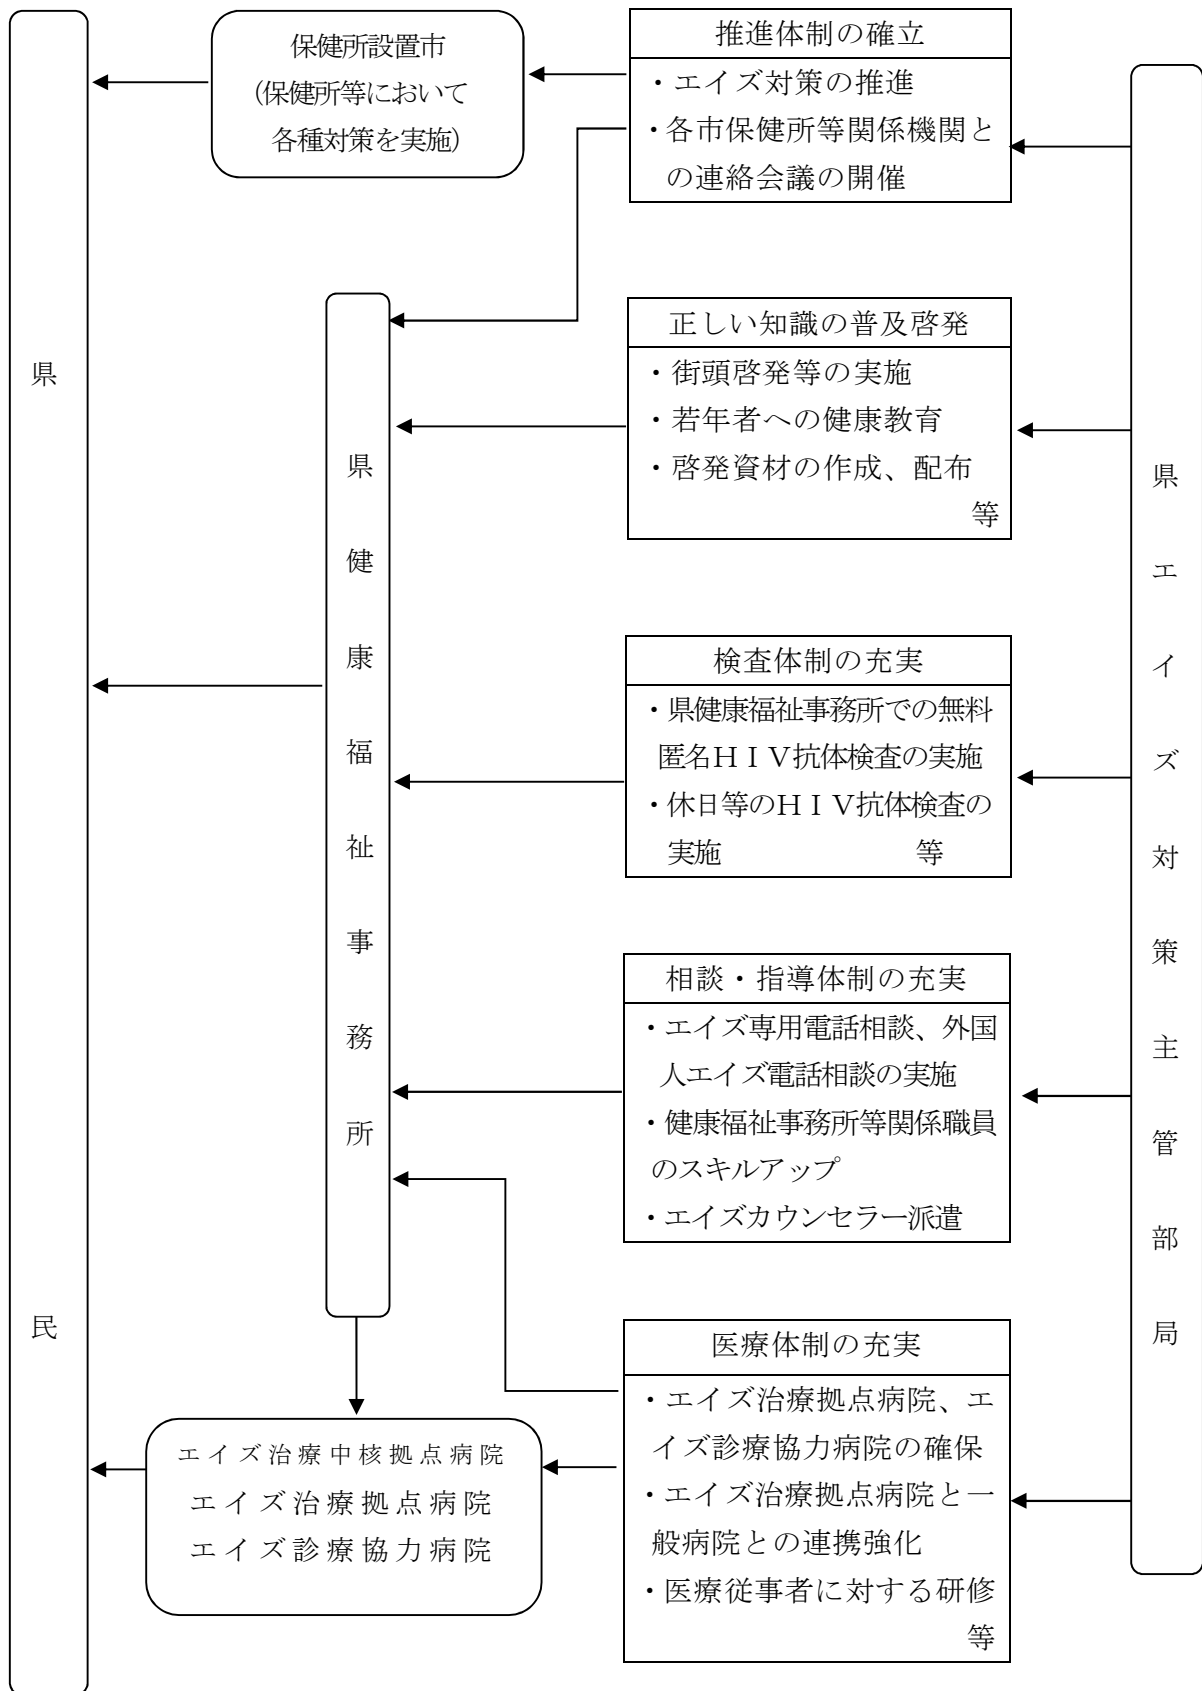 保健所設置市
(保健所等において
各種対策を実施)
推進体制の確立
・エイズ対策の推進
・各市保健所等関係機関と
の連絡会議の開催
県民
県健康福祉事務所
正しい知識の普及啓発
・街頭啓発等の実施
・若年者への健康教育
・啓発資材の作成、配布
等
検査体制の充実
・県健康福祉事務所での無料
匿名ＨＩＶ抗体検査の実施
・休日等のＨＩＶ抗体検査の
実施 等
相談・指導体制の充実
・エイズ専用電話相談、外国
人エイズ電話相談の実施
・健康福祉事務所等関係職員
のスキルアップ
・エイズカウンセラー派遣
医療体制の充実
・エイズ治療拠点病院、エ
イズ診療協力病院の確保
・エイズ治療拠点病院と一
般病院との連携強化
・医療従事者に対する研修
等
エイズ治療中核拠点病院
エイズ治療拠点病院
エイズ診療協力病院
県エイズ対策主管部局